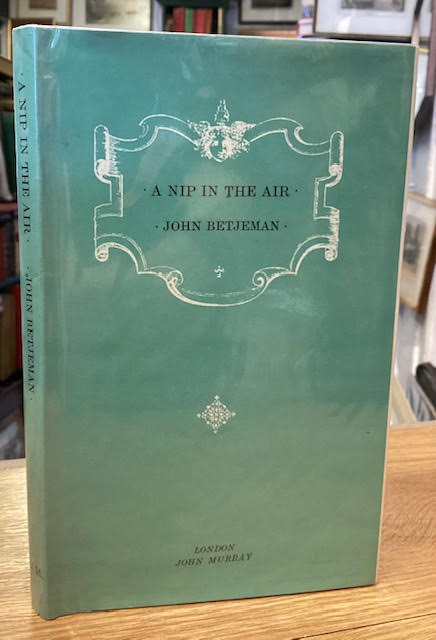 · A NIP IN THE AIR ·
· JOHN BETJEMAN ·
LONDON
JOHN MURRAY
· A NIP IN THE AIR · · JOHN BETJEMAN ·